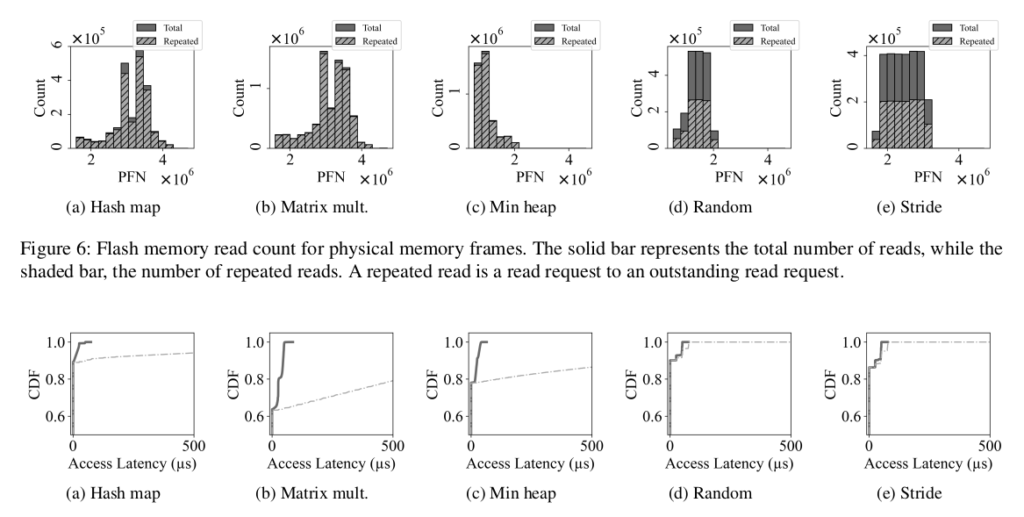 Total
Repeated
×10⁵
6
4
2
0
Count
2
4
PFN ×10⁶
(a) Hash map
Total
Repeated
×10⁶
1
0
Count
2
4
PFN ×10⁶
(b) Matrix mult.
Total
Repeated
×10⁶
1
0
Count
2
4
PFN ×10⁶
(c) Min heap
Total
Repeated
×10⁵
4
2
0
Count
2
4
PFN ×10⁶
(d) Random
Total
Repeated
×10⁵
4
2
0
Count
2
4
PFN ×10⁶
(e) Stride
Figure 6: Flash memory read count for physical memory frames. The solid bar represents the total number of reads, while the
shaded bar, the number of repeated reads. A repeated read is a read request to an outstanding read request.
1.0
0.8
0.6
CDF
0 500
Access Latency (µs)
(a) Hash map
1.0
0.8
0.6
CDF
0 500
Access Latency (µs)
(b) Matrix mult.
1.0
0.8
0.6
CDF
0 500
Access Latency (µs)
(c) Min heap
1.0
0.8
0.6
CDF
0 500
Access Latency (µs)
(d) Random
1.0
0.8
0.6
CDF
0 500
Access Latency (µs)
(e) Stride